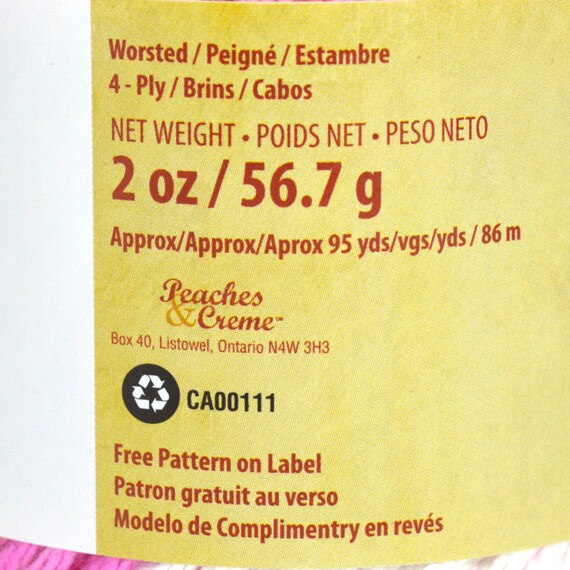 Worsted / Peigné / Estambre
4 - Ply / Brins / Cabos
NET WEIGHT • POIDS NET • PESO NETO
2 oz / 56.7 g
Approx/Approx/Aprox 95 yds/vgs/yds / 86 m
Peaches
& Creme™
Box 40, Listowel, Ontario N4W 3H3
CA00111
Free Pattern on Label
Patron gratuit au verso
Modelo de Complimentry en revés